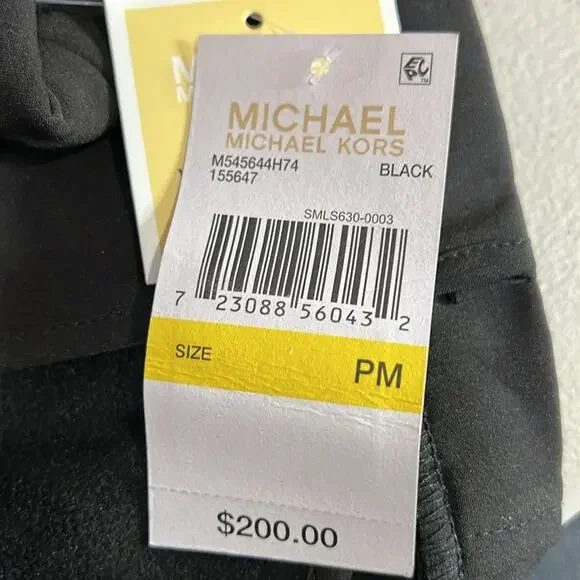 MICHAEL
MICHAEL KORS
M545644H74
155647
BLACK
SMLS630-0003
7 23088 56043 2
SIZE
PM
$200.00